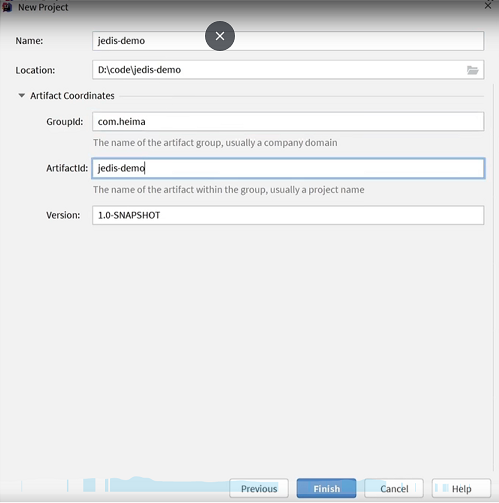 New Project
Name: jedis-demo
Location: D:\code\jedis-demo
Artifact Coordinates
GroupId: com.heima
The name of the artifact group, usually a company domain
ArtifactId: jedis-demo
The name of the artifact within the group, usually a project name
Version: 1.0-SNAPSHOT
Previous Finish Cancel Help